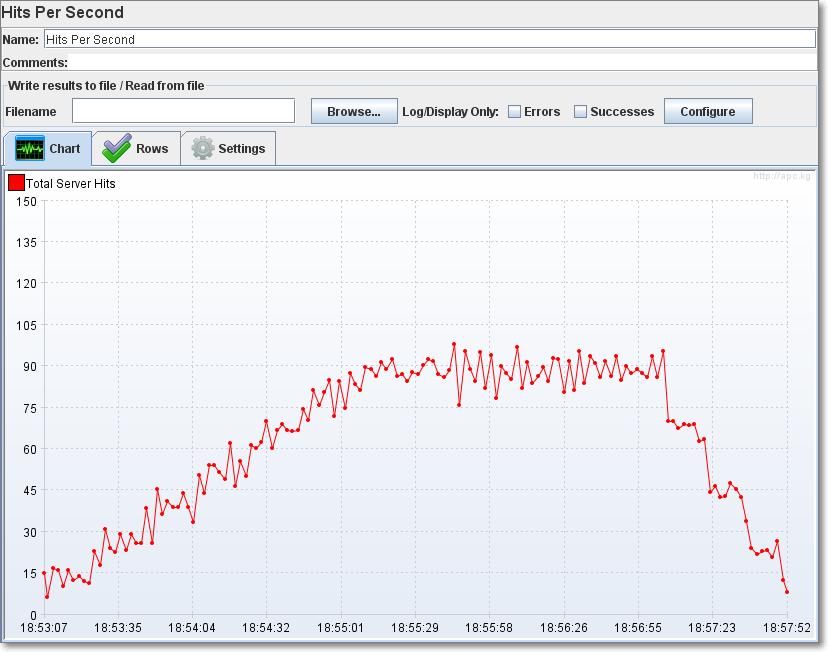 Hits Per Second
Name: Hits Per Second
Comments:
Write results to file / Read from file
Filename Browse... Log/Display Only: Errors Successes Configure
Chart Rows Settings
http://apc.kg
Total Server Hits
150
135
120
105
90
75
60
45
30
15
0
18:53:07 18:53:35 18:54:04 18:54:32 18:55:01 18:55:29 18:55:58 18:56:26 18:56:55 18:57:23 18:57:52